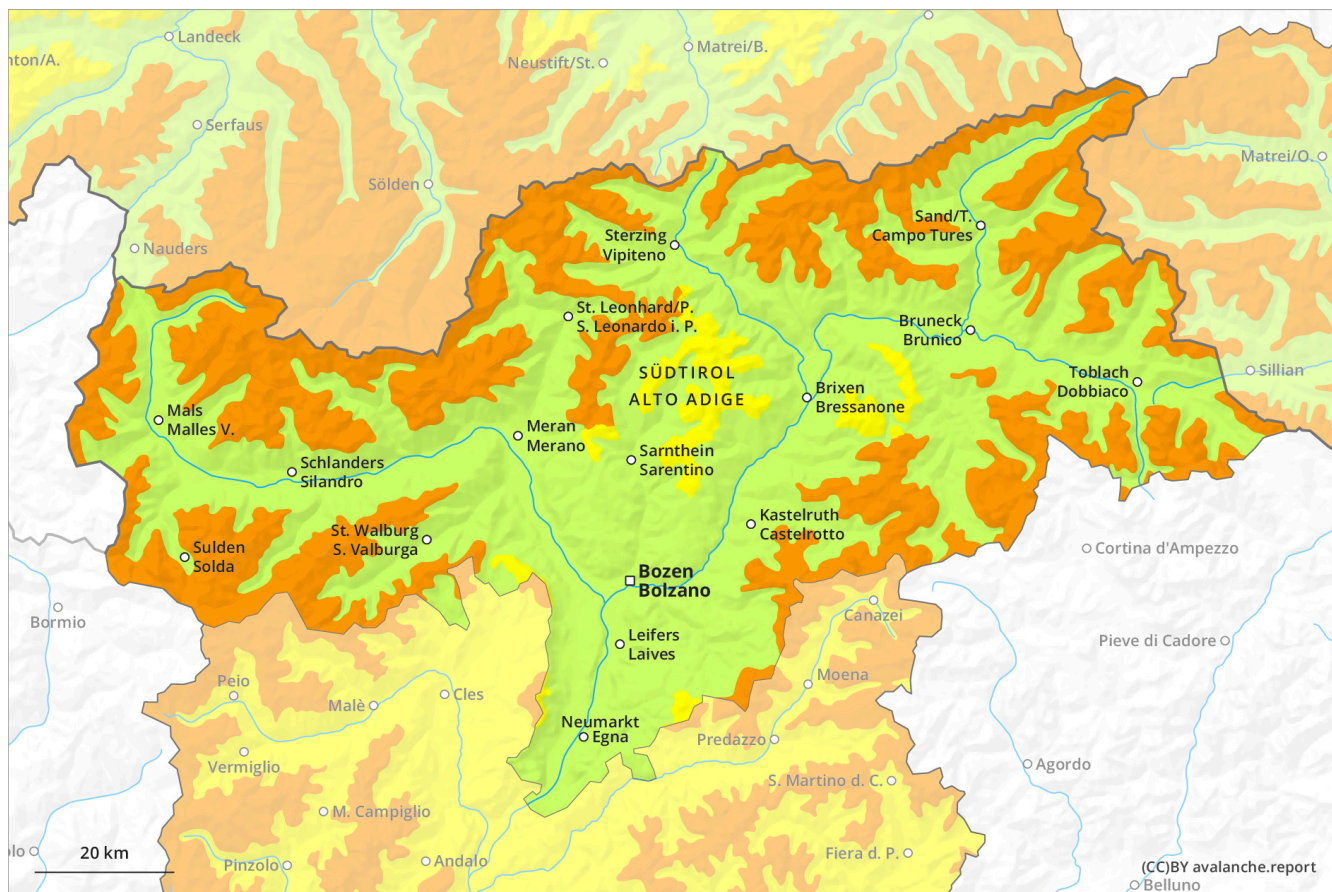 Landeck
Matrei/B.
nton/A.
Neustift/St.
Serfaus
Matrei/O.
Sölden
Sand/T.
Campo Tures
Sterzing
Vipiteno
Nauders
St. Leonhard/P.
S. Leonardo i. P.
Bruneck
Brunico
SÜDTIROL
ALTO ADIGE
Toblach
Dobbiaco
Sillian
Brixen
Bressanone
Mals
Malles V.
Meran
Merano
Sarnthein
Sarentino
Schlanders
Silandro
Kastelruth
Castelrotto
St. Walburg
S. Valburga
Sulden
Solda
Cortina d'Ampezzo
Bozen
Bolzano
Bormio
Canazei
Leifers
Laives
Pieve di Cadore
Peio
Moena
Malè
Cles
Neumarkt
Egna
Predazzo
Vermiglio
Agordo
S. Martino d. C.
M. Campiglio
olo
20 km
Pinzolo
Andalo
Fiera d. P.
(CC)BY avalanche.report
Belluno